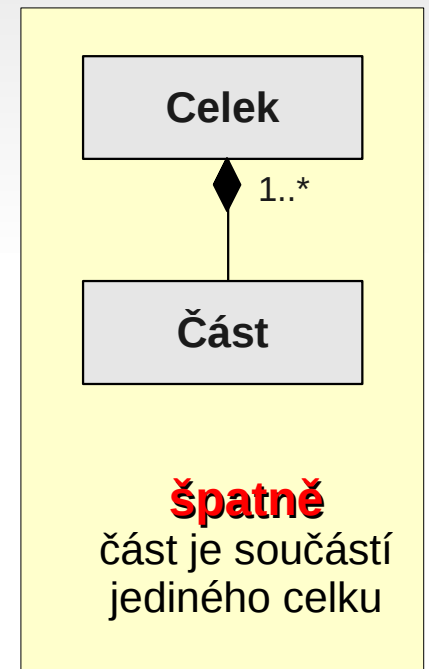 Celek
1..*
Část
špatně
část je součástí
jediného celku